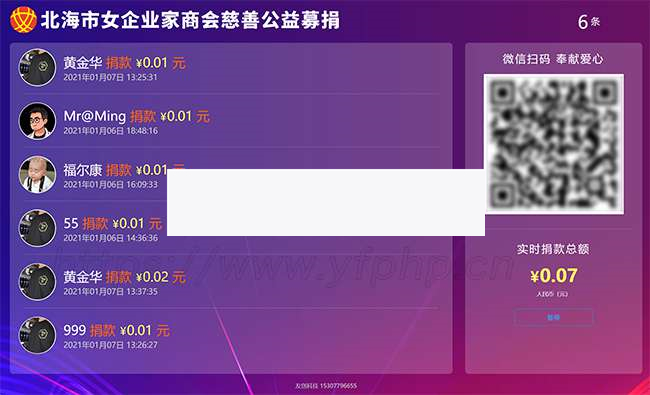 北海市女企业家商会慈善公益募捐
6条
黄金华 捐款 ¥0.01 元
2021年01月07日 13:25:31
Mr@Ming 捐款 ¥0.01 元
2021年01月06日 18:48:16
福尔康 捐款 ¥0.01 元
2021年01月06日 16:09:33
55 捐款 ¥0.01 元
2021年01月06日 14:36:36
黄金华 捐款 ¥0.02 元
2021年01月07日 13:37:35
999 捐款 ¥0.01 元
2021年01月07日 13:26:27
微信扫码 奉献爱心
实时捐款总额
¥0.07
人民币（元）
https://www.yfphp.cn
友创科技 15307796655